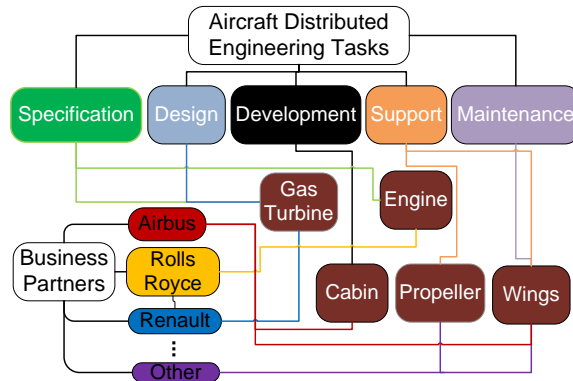 Aircraft Distributed
Engineering Tasks
Specification
Design
Development
Support
Maintenance
Gas
Turbine
Engine
Airbus
Business
Partners
Rolls
Royce
Cabin
Propeller
Wings
Renault
Other